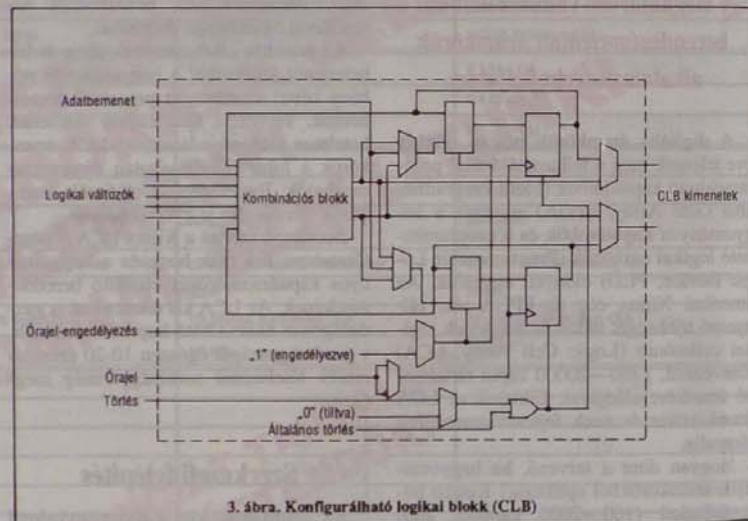 Adatbemenet
Logikai változók
Kombinációs blokk
CLB kimenetek
Órajel-engedélyezés
„1” (engedélyezve)
Órajel
Törlés
„0” (tiltva)
Általános törlés
3. ábra. Konfigurálható logikai blokk (CLB)